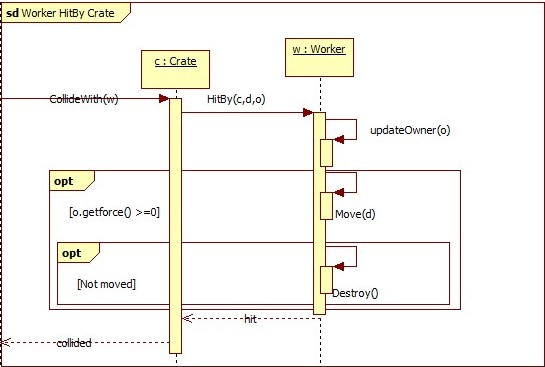 sd Worker HitBy Crate
w : Worker
c : Crate
CollideWith(w)
HitBy(c,d,o)
updateOwner(o)
opt
[o.getforce() >=0]
Move(d)
opt
[Not moved]
Destroy()
hit
collided